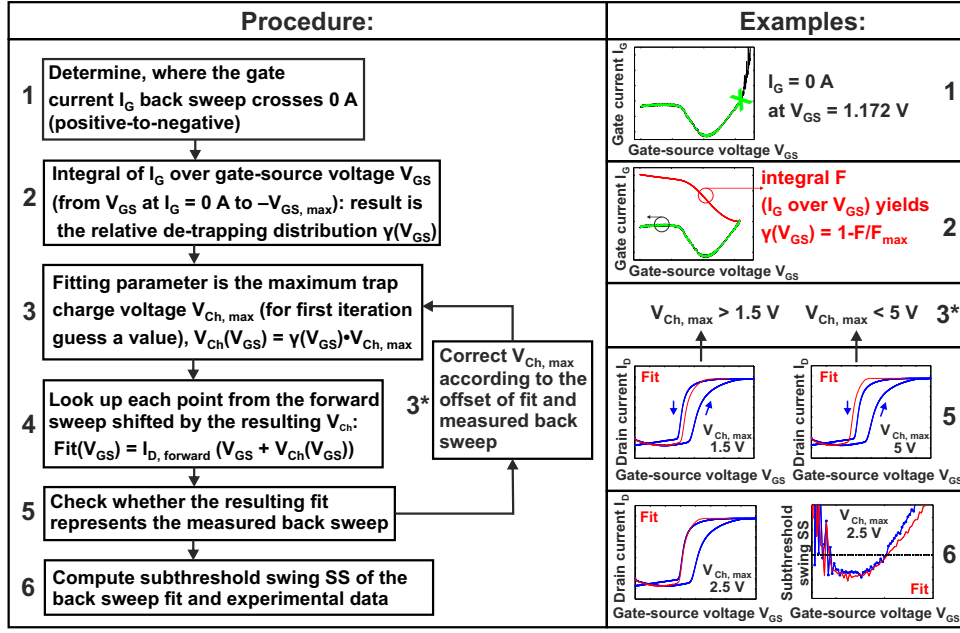 Procedure:
Examples:
1
Determine, where the gate
current I_G back sweep crosses 0 A
(positive-to-negative)
2
Integral of I_G over gate-source voltage V_GS
(from V_GS at I_G = 0 A to –V_GS, max): result is
the relative de-trapping distribution γ(V_GS)
3
Fitting parameter is the maximum trap
charge voltage V_Ch, max (for first iteration
guess a value), V_Ch(V_GS) = γ(V_GS)•V_Ch, max
4
Look up each point from the forward
sweep shifted by the resulting V_Ch:
Fit(V_GS) = I_D, forward (V_GS + V_Ch(V_GS))
3*
Correct V_Ch, max
according to the
offset of fit and
measured back
sweep
5
Check whether the resulting fit
represents the measured back sweep
6
Compute subthreshold swing SS of the
back sweep fit and experimental data
Gate current I_G
I_G = 0 A
at V_GS = 1.172 V
Gate-source voltage V_GS
1
Gate current I_G
integral F
(I_G over V_GS) yields
γ(V_GS) = 1-F/F_max
Gate-source voltage V_GS
2
V_Ch, max > 1.5 V
V_Ch, max < 5 V
3*
Drain current I_D
Fit
V_Ch, max
1.5 V
Gate-source voltage V_GS
Drain current I_D
Fit
V_Ch, max
5 V
Gate-source voltage V_GS
5
Drain current I_D
Fit
V_Ch, max
2.5 V
Gate-source voltage V_GS
Subthreshold
swing SS
V_Ch, max
2.5 V
Fit
Gate-source voltage V_GS
6